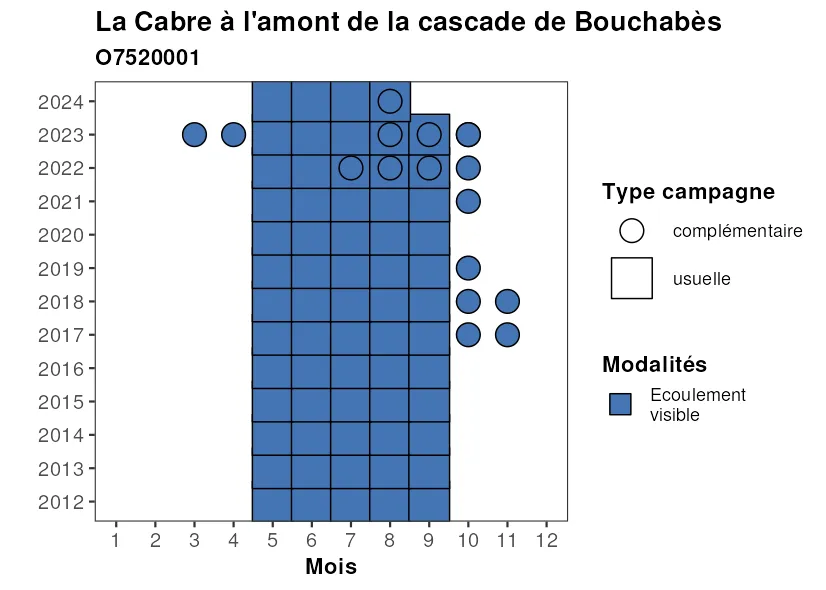 La Cabre à l'amont de la cascade de Bouchabès
O7520001
2024
2023
2022
2021
2020
2019
2018
2017
2016
2015
2014
2013
2012
1 2 3 4 5 6 7 8 9 10 11 12
Mois
Type campagne
complémentaire
usuelle
Modalités
Ecoulement
visible